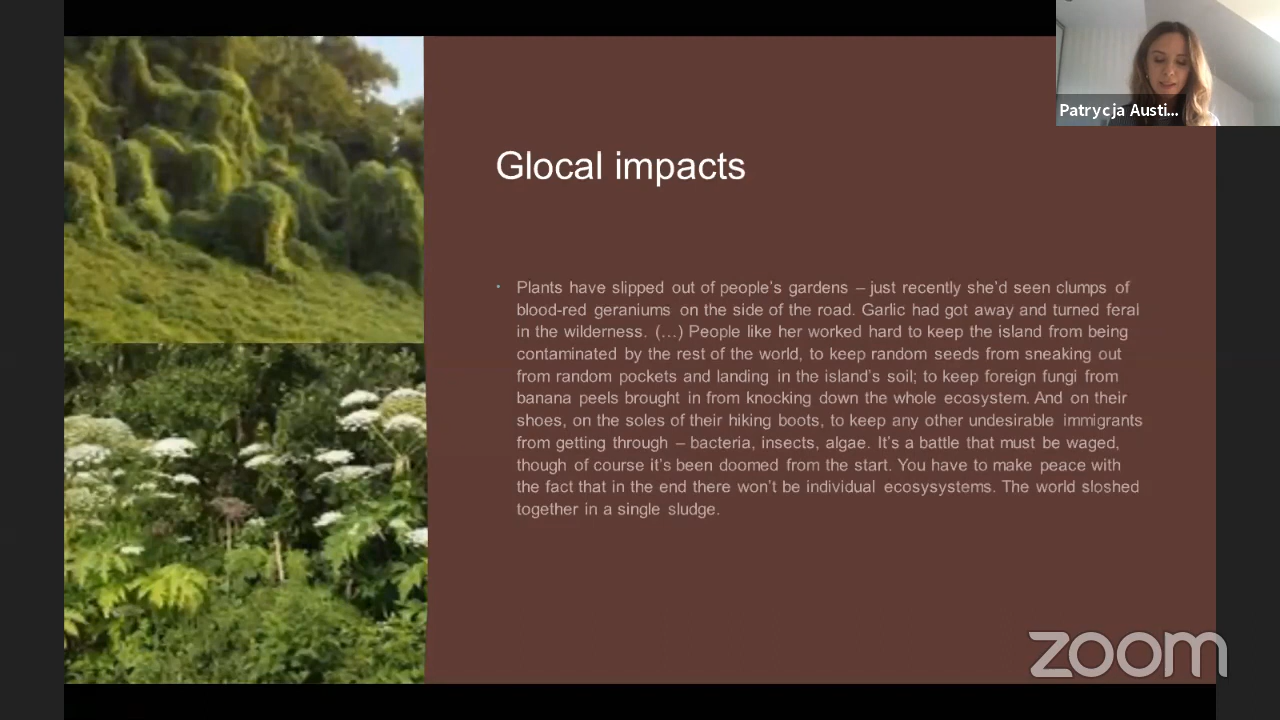 Patrycja Austi...
Glocal impacts
• Plants have slipped out of people's gardens – just recently she'd seen clumps of
blood-red geraniums on the side of the road. Garlic had got away and turned feral
in the wilderness. (…) People like her worked hard to keep the island from being
contaminated by the rest of the world, to keep random seeds from sneaking out
from random pockets and landing in the island's soil; to keep foreign fungi from
banana peels brought in from knocking down the whole ecosystem. And on their
shoes, on the soles of their hiking boots, to keep any other undesirable immigrants
from getting through – bacteria, insects, algae. It's a battle that must be waged,
though of course it's been doomed from the start. You have to make peace with
the fact that in the end there won't be individual ecosysystems. The world sloshed
together in a single sludge.
zoom